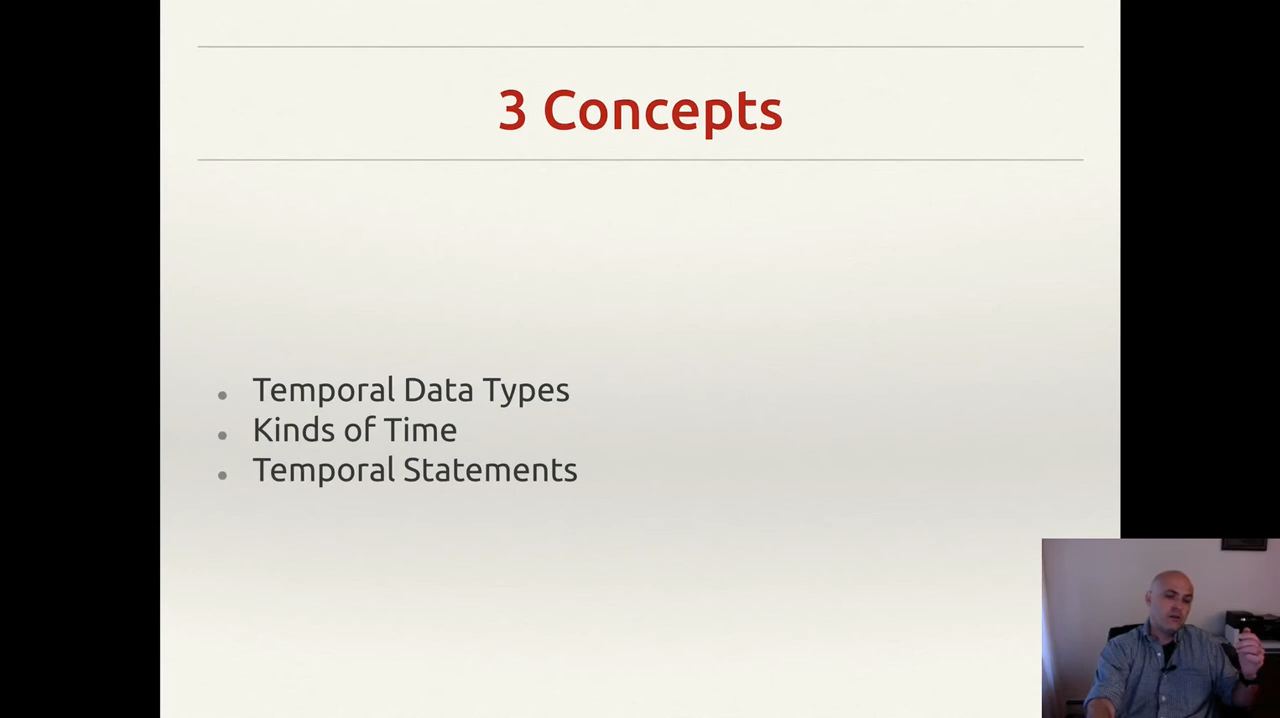 3 Concepts
Temporal Data Types
Kinds of Time
Temporal Statements